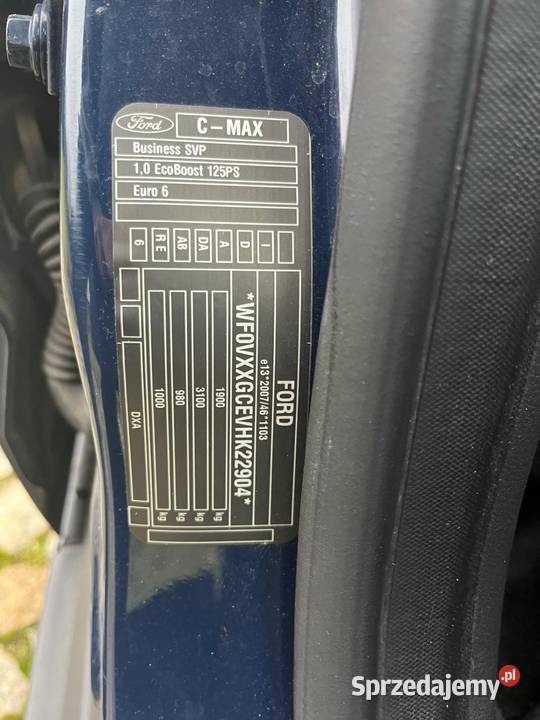 Ford
C-MAX
Business SVP
1,0 EcoBoost 125PS
Euro 6
6 RE AB DA A D I
FORD
e13*2007/46*1103
*WF0VXXGCEVHK22904*
1900 kg
3100 kg
980 kg
1000 kg
DXA
Sprzedajemy.pl